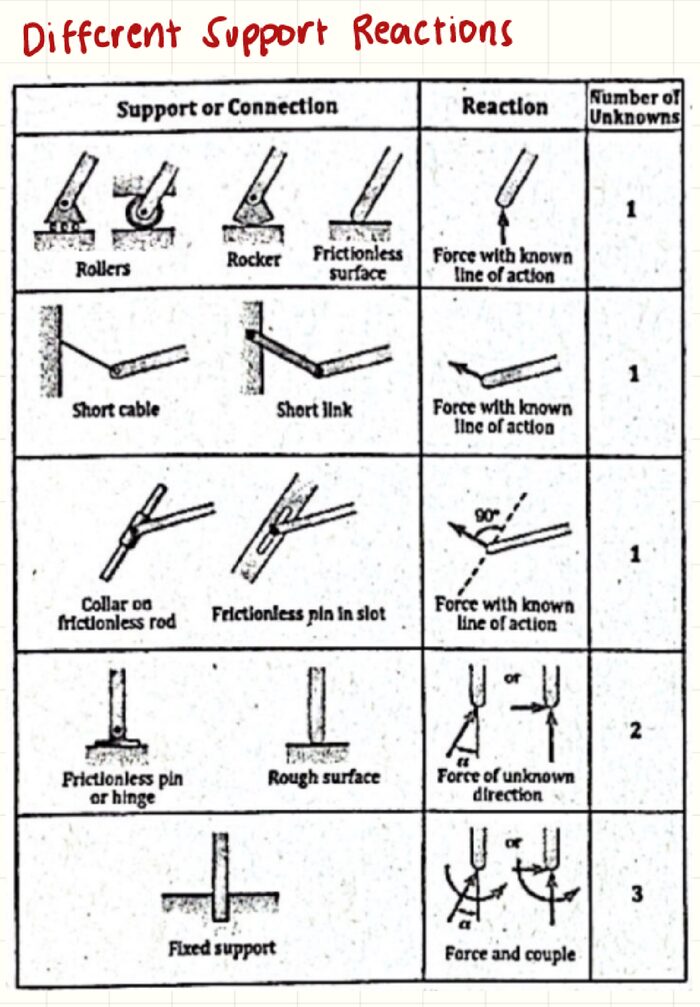 Different Support Reactions
Support or Connection
Reaction
Number of
Unknowns
Rollers
Rocker
Frictionless
surface
Force with known
line of action
1
Short cable
Short link
Force with known
line of action
1
Collar on
frictionless rod
Frictionless pin in slot
90°
Force with known
line of action
1
Frictionless pin
or hinge
Rough surface
or
α
Force of unknown
direction
2
Fixed support
or
α
Force and couple
3